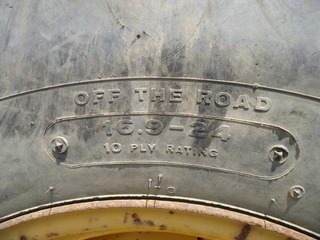 OFF THE ROAD
16.9-24
10 PLY RATING